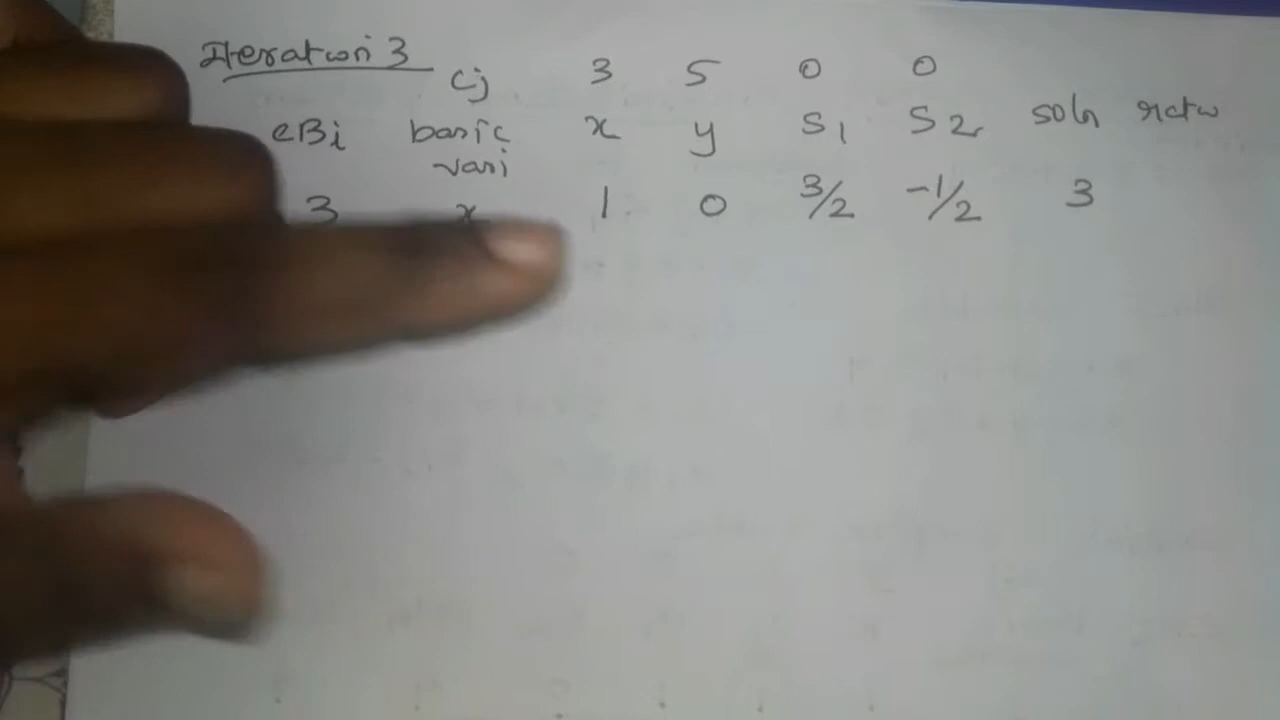 Iteration 3
Cj 3 5 0 0
CBi basic x y S1 S2 soln ratio
vari
3 x 1 0 3/2 -1/2 3